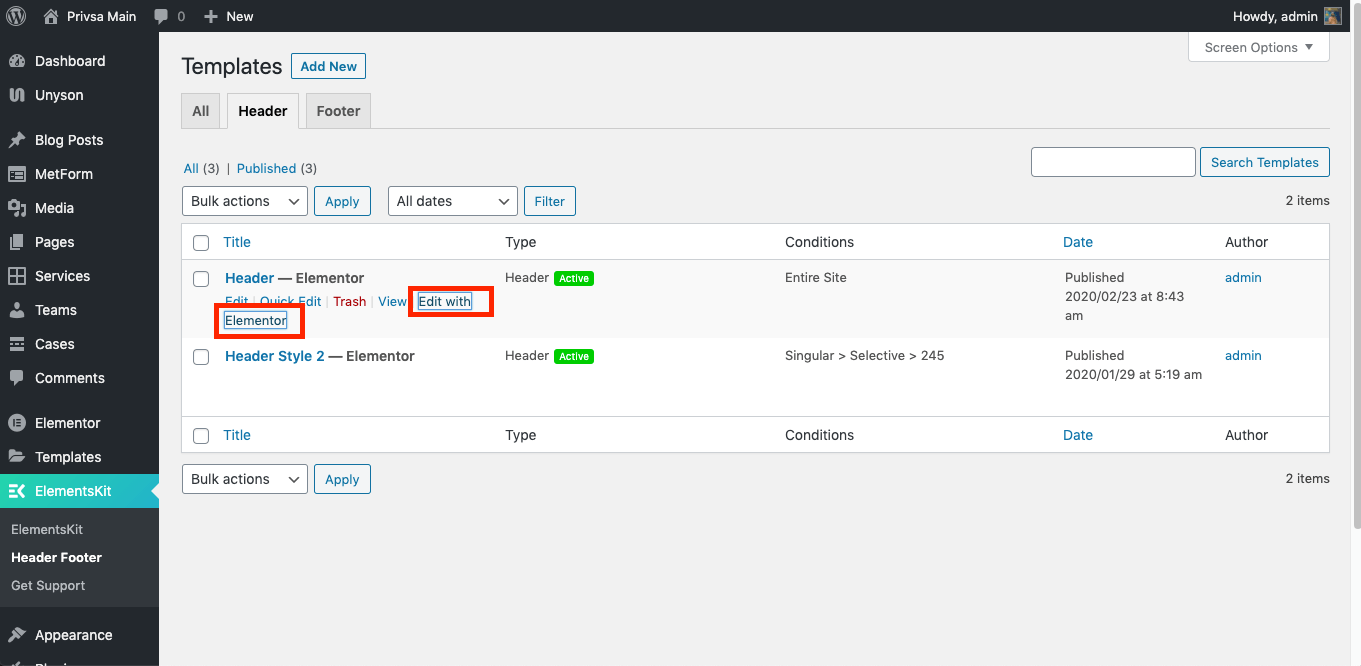 Privsa Main 0 New Howdy, admin
Screen Options
Dashboard
Unyson
Blog Posts
MetForm
Media
Pages
Services
Teams
Cases
Comments
Elementor
Templates
ElementsKit
ElementsKit
Header Footer
Get Support
Appearance
Templates Add New
All Header Footer
All (3) | Published (3)
Search Templates
Bulk actions Apply All dates Filter 2 items
Title Type Conditions Date Author
Header — Elementor Header Active Entire Site Published admin
Edit | Quick Edit | Trash | View Edit with 2020/02/23 at 8:43
Elementor am
Header Style 2 — Elementor Header Active Singular > Selective > 245 Published admin
2020/01/29 at 5:19 am
Title Type Conditions Date Author
Bulk actions Apply 2 items